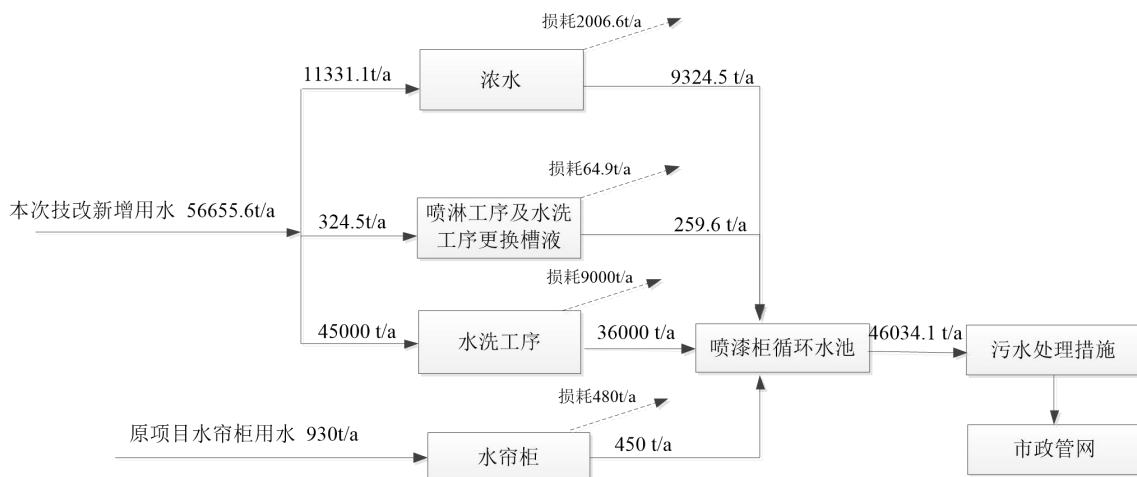 损耗2006.6t/a
11331.1t/a
浓水
9324.5 t/a
损耗64.9t/a
本次技改新增用水 56655.6t/a
324.5t/a
喷淋工序及水洗
工序更换槽液
259.6 t/a
损耗9000t/a
45000 t/a
水洗工序
36000 t/a
喷漆柜循环水池
46034.1 t/a
污水处理措施
损耗480t/a
原项目水帘柜用水 930t/a
水帘柜
450 t/a
市政管网